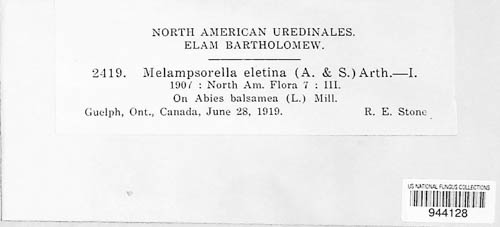 NORTH AMERICAN UREDINALES.
ELAM BARTHOLOMEW.
2419. Melampsorella eletina (A. & S.) Arth.—I.
1907 : North Am. Flora 7 : III.
On Abies balsamea (L.) Mill.
Guelph, Ont., Canada, June 28, 1919. R. E. Stone
US NATIONAL FUNGUS COLLECTIONS
944128